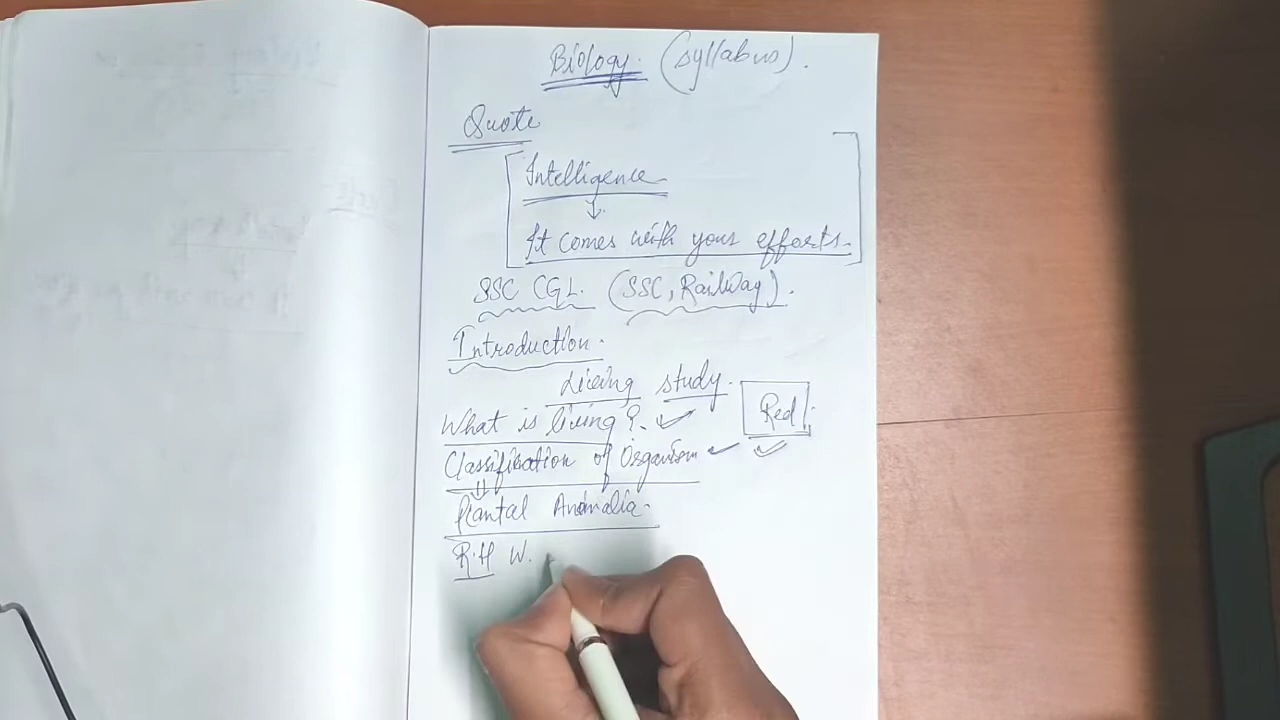 Biology. (Syllabus).
Quote
Intelligence
It comes with your efforts.
SSC CGL. (SSC, Railway).
Introduction.
Living study.
What is living?
Red
Classification of Organism
Plantal Animalia.
R.H W.